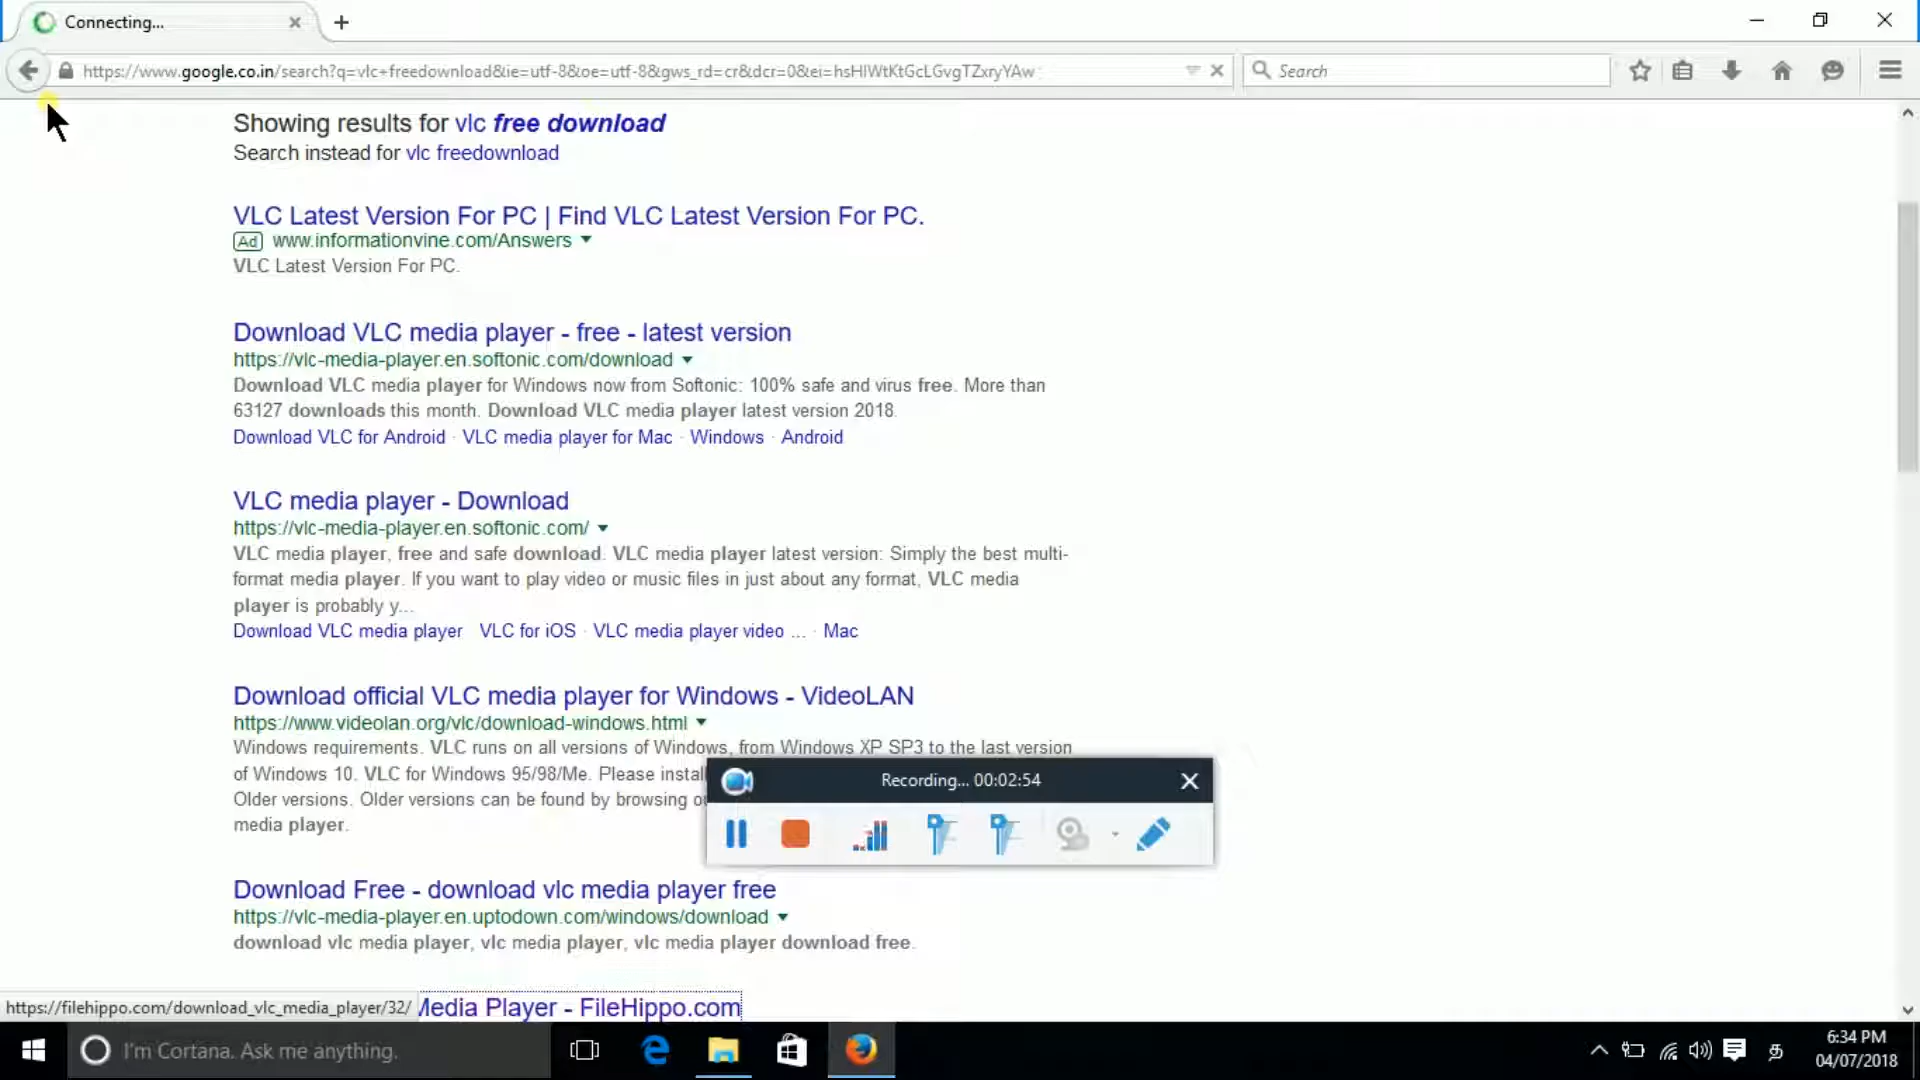 Connecting...
https://www.google.co.in/search?q=vlc+freedownload&ie=utf-8&oe=utf-8&gws_rd=cr&dcr=0&ei=hsHIWtKtGcLGvgTZxryYAw
Search
Showing results for vlc free download
Search instead for vlc freedownload
VLC Latest Version For PC | Find VLC Latest Version For PC.
Ad www.informationvine.com/Answers
VLC Latest Version For PC.
Download VLC media player - free - latest version
https://vlc-media-player.en.softonic.com/download
Download VLC media player for Windows now from Softonic: 100% safe and virus free. More than
63127 downloads this month. Download VLC media player latest version 2018.
Download VLC for Android · VLC media player for Mac · Windows · Android
VLC media player - Download
https://vlc-media-player.en.softonic.com/
VLC media player, free and safe download. VLC media player latest version: Simply the best multi-
format media player. If you want to play video or music files in just about any format, VLC media
player is probably y...
Download VLC media player · VLC for iOS · VLC media player video ... · Mac
Download official VLC media player for Windows - VideoLAN
https://www.videolan.org/vlc/download-windows.html
Windows requirements. VLC runs on all versions of Windows, from Windows XP SP3 to the last version
of Windows 10. VLC for Windows 95/98/Me. Please instal
Older versions. Older versions can be found by browsing
media player.
Recording... 00:02:54
Download Free - download vlc media player free
https://vlc-media-player.en.uptodown.com/windows/download
download vlc media player, vlc media player, vlc media player download free.
https://filehippo.com/download_vlc_media_player/32/
Media Player - FileHippo.com
I'm Cortana. Ask me anything.
த
6:34 PM
04/07/2018